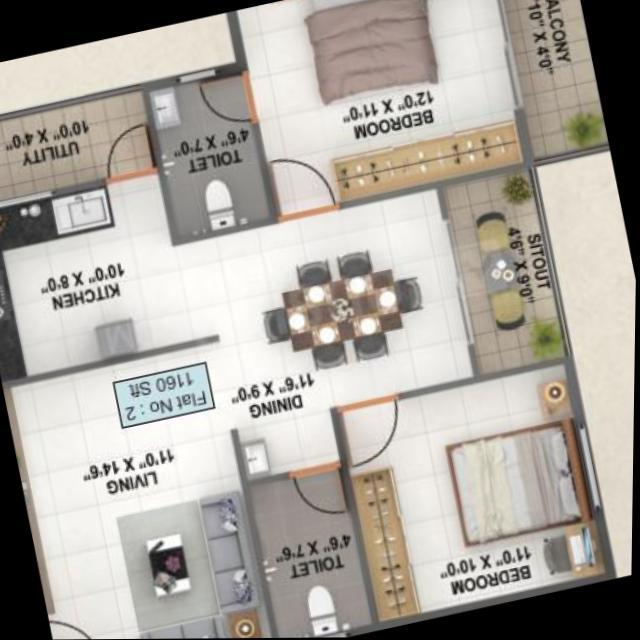 BALCONY
10'0" X 4'0"
BEDROOM
12'0" X 11'0"
UTILITY
10'0" X 4'0"
TOILET
4'6" X 7'0"
SITOUT
4'6" X 9'0"
KITCHEN
10'0" X 8'0"
DINING
11'6" X 9'0"
Flat No : 2
1160 Sft
LIVING
11'0" X 14'6"
TOILET
4'6" X 7'6"
BEDROOM
11'0" X 10'0"